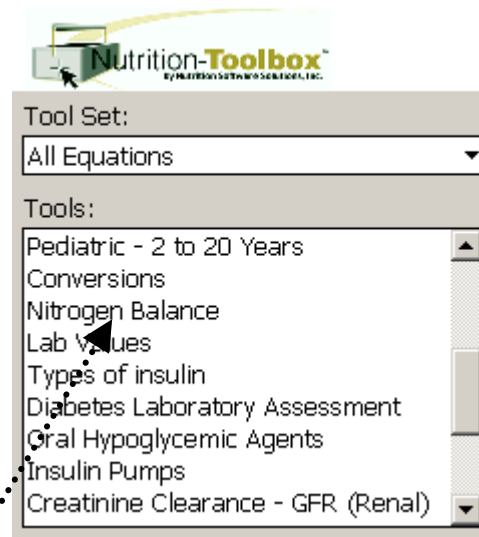 Nutrition-Toolbox™
by Nutrition Software Solutions, Inc.
Tool Set:
All Equations
Tools:
Pediatric - 2 to 20 Years
Conversions
Nitrogen Balance
Lab Values
Types of insulin
Diabetes Laboratory Assessment
Oral Hypoglycemic Agents
Insulin Pumps
Creatinine Clearance - GFR (Renal)